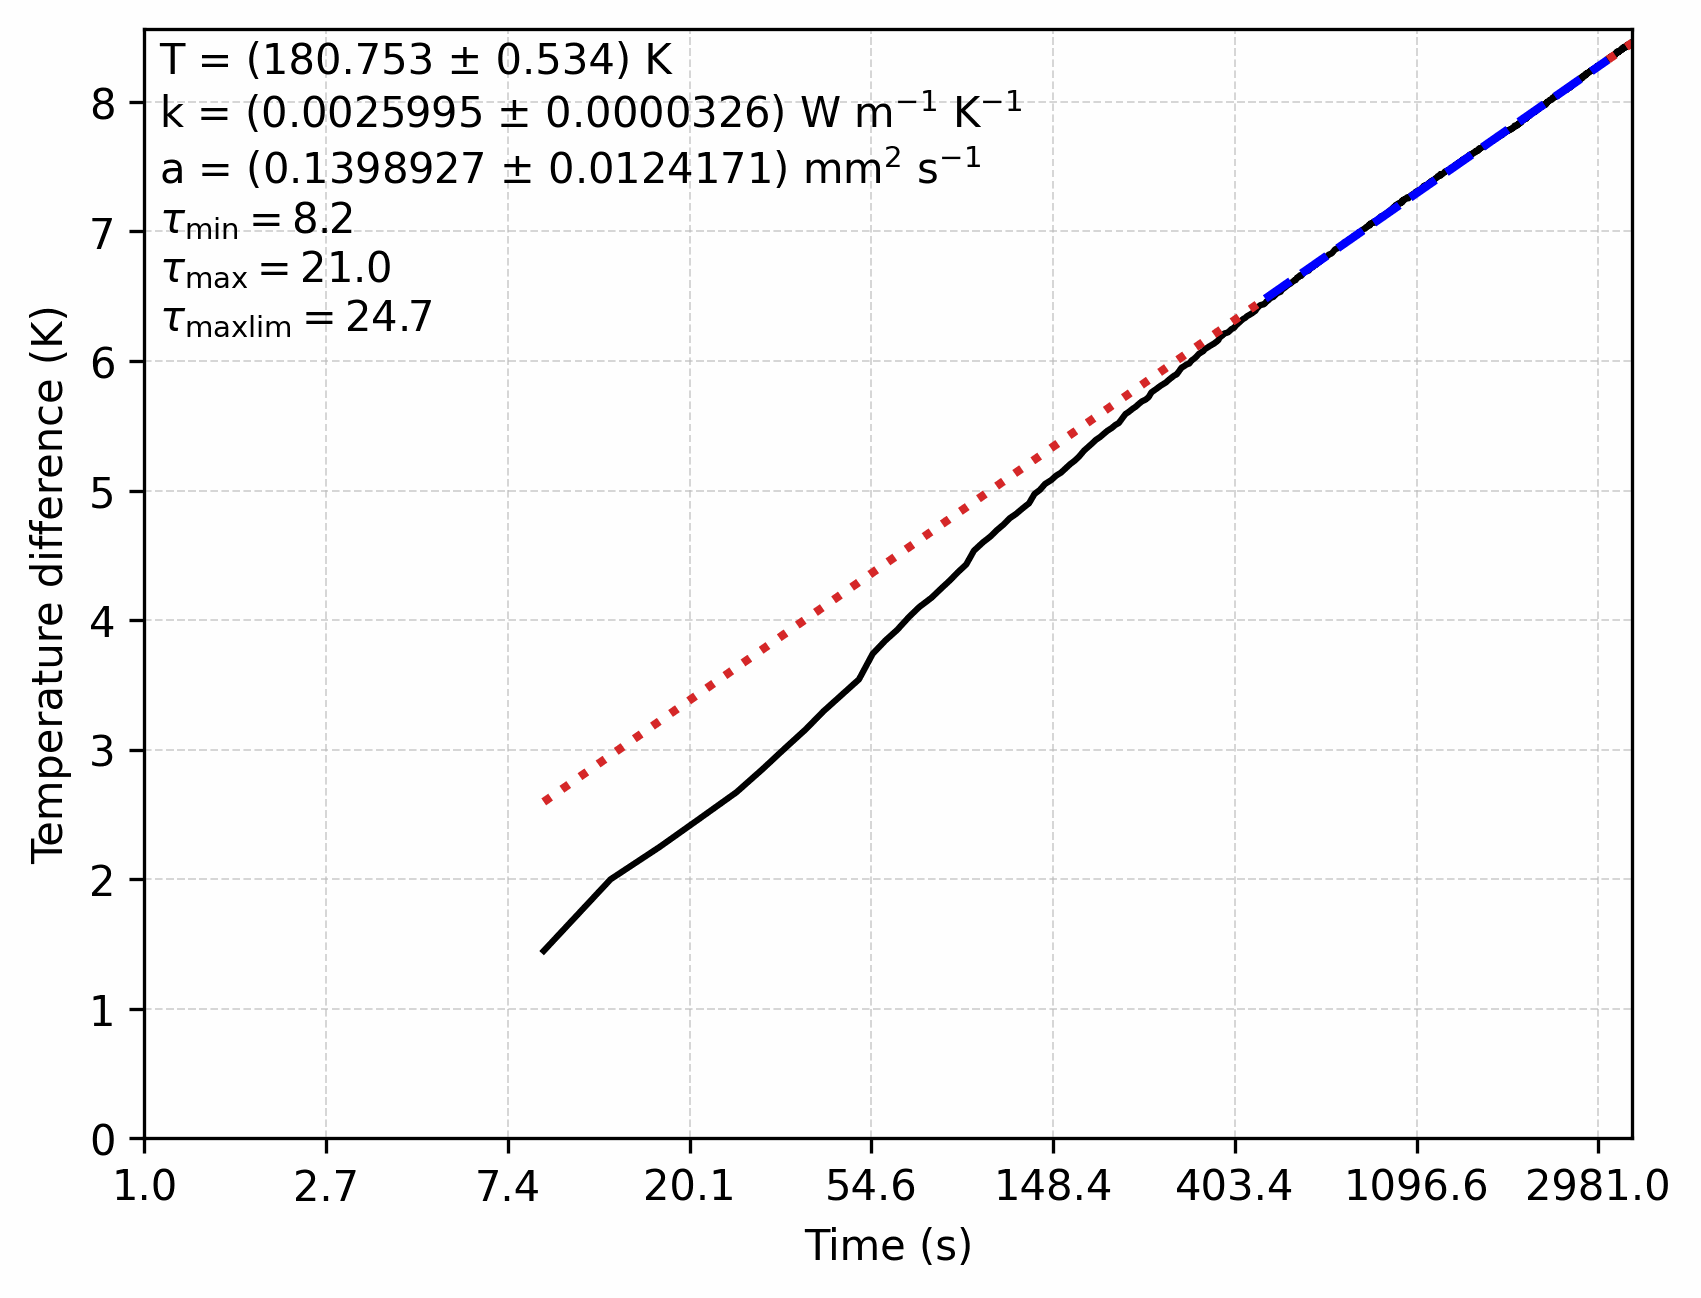 T = (180.753 ± 0.534) K
k = (0.0025995 ± 0.0000326) W m⁻¹ K⁻¹
a = (0.1398927 ± 0.0124171) mm² s⁻¹
τmin = 8.2
τmax = 21.0
τmaxlim = 24.7
Temperature difference (K)
8
7
6
5
4
3
2
1
0
1.0 2.7 7.4 20.1 54.6 148.4 403.4 1096.6 2981.0
Time (s)